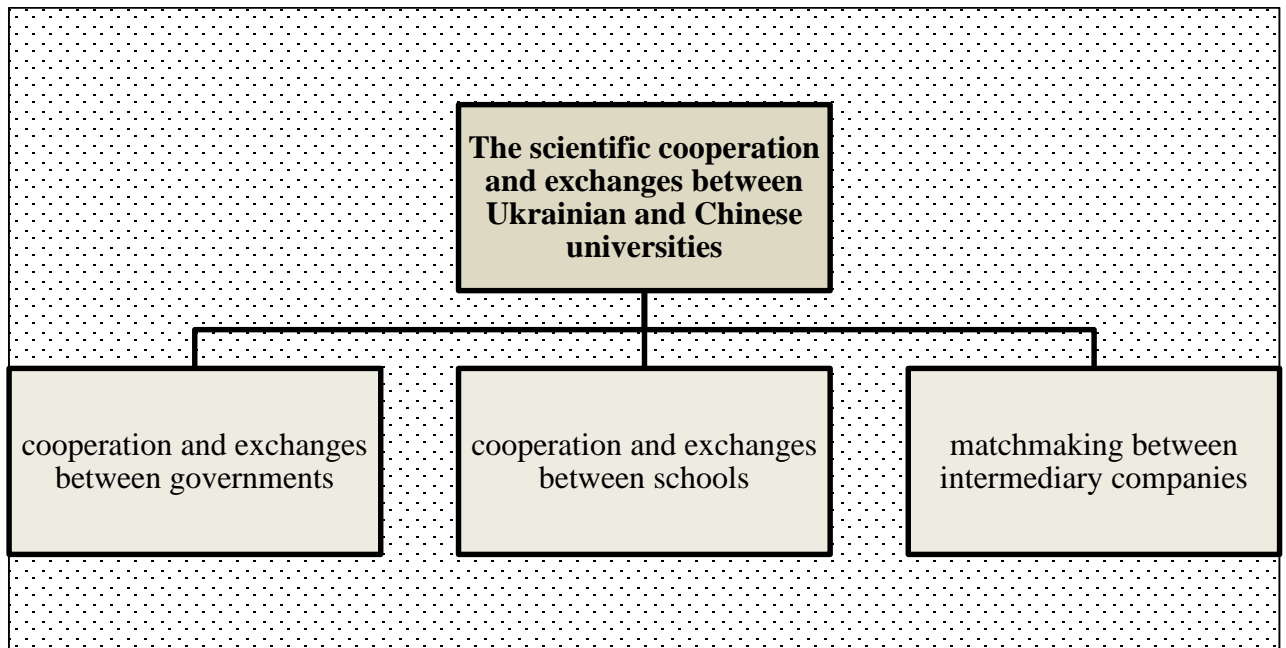 The scientific cooperation
and exchanges between
Ukrainian and Chinese
universities
cooperation and exchanges
between governments
cooperation and exchanges
between schools
matchmaking between
intermediary companies